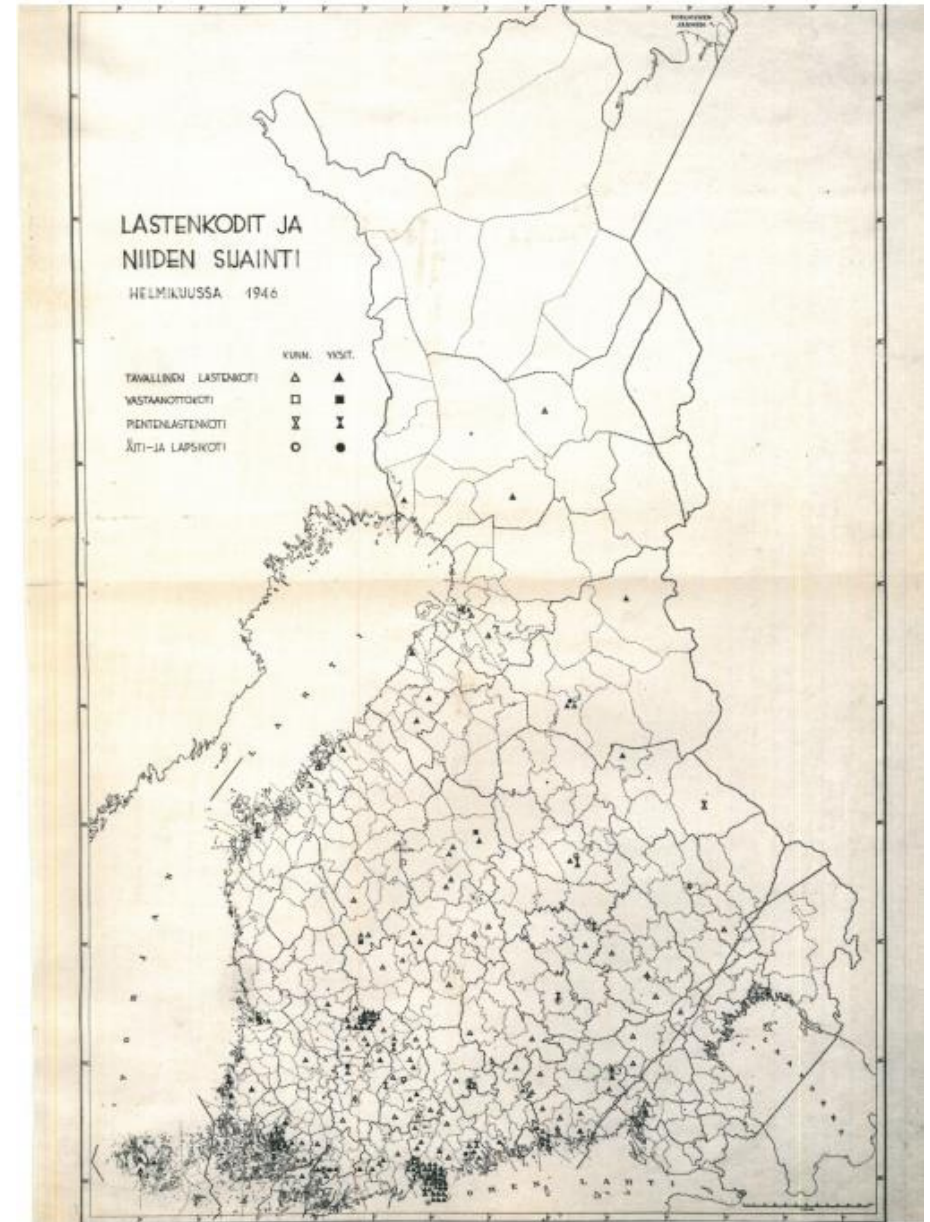 LASTENKODIT JA
NIIDEN SIJAINTI
HELMIKUUSSA 1946
KUNN. YKSIT.
TAVALLINEN LASTENKOTI
VASTAANOTTOKOTI
PIENTENLASTENKOTI
ÄITI-JA LAPSIKOTI